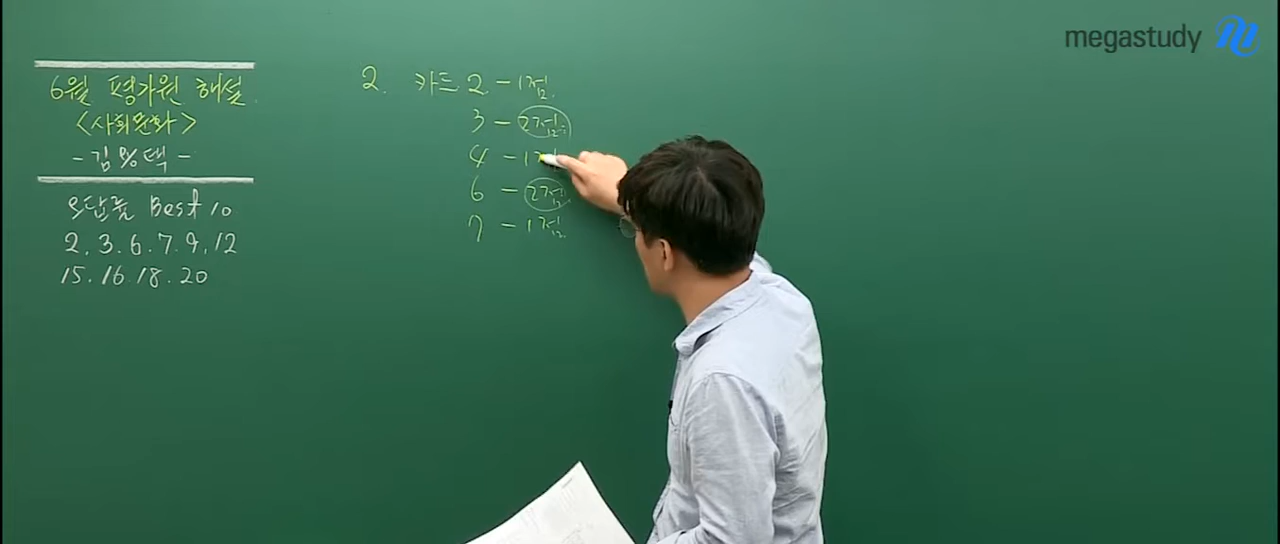 megastudy
6월 평가원 해설.
<사회문화>
오답률 Best 10
2. 3. 6. 7. 9, 12
15. 16. 18. 20
2. 카드 2 - 1점
3 - 2점
4 - 1점
6 - 2점
7 - 1점